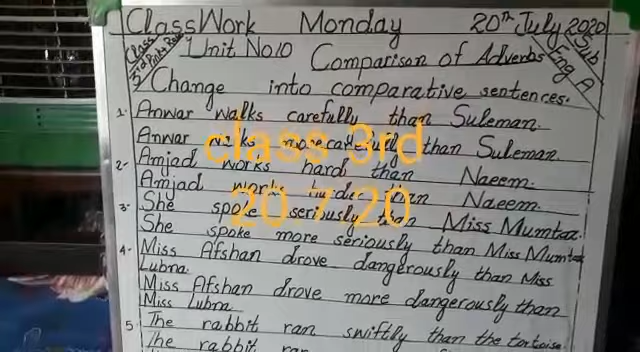 ClassWork Monday 20th July 2020
Class 3rd Pink Row
Sub Eng A
Unit No10 Comparison of Adverbs
Change into comparative sentences.
1- Anwar walks carefully than Suleman.
Anwar walks more carefully than Suleman.
2- Amjad works hard than Naeem.
Amjad works harder than Naeem.
3- She spoke seriously than Miss Mumtaz.
She spoke more seriously than Miss Mumtaz
4- Miss Afshan drove dangerously than Miss
Lubna.
Miss Afshan drove more dangerously than
Miss Lubna
5 The rabbit ran swiftly than the tortoise.
The rabbit ran
class 3rd
20.7.20